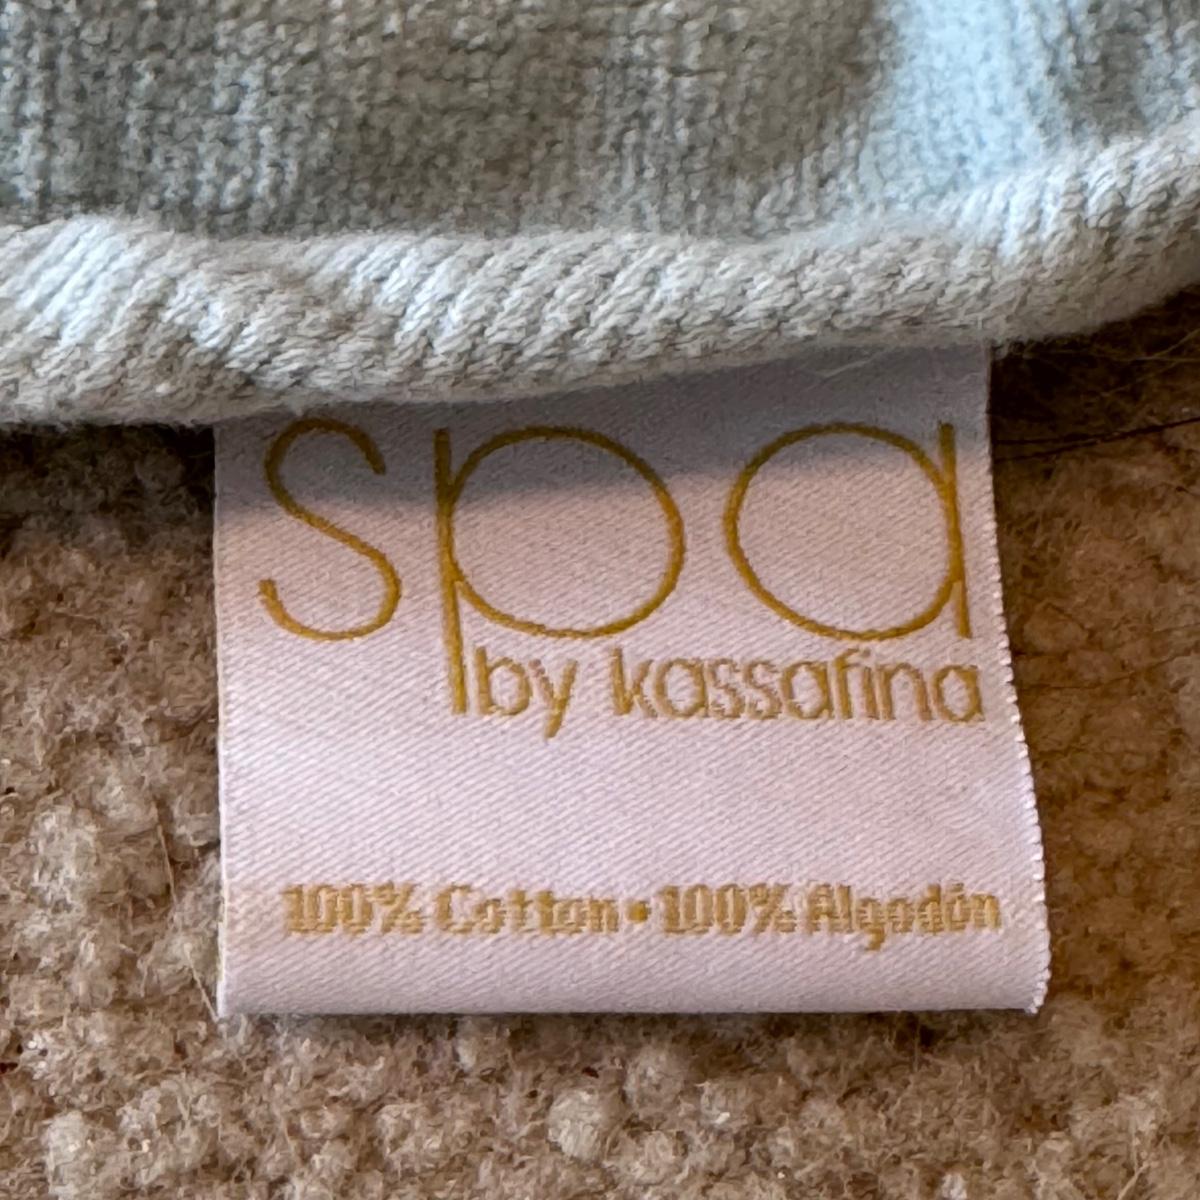 spa
by kassafina
100% Cotton • 100% Algodón